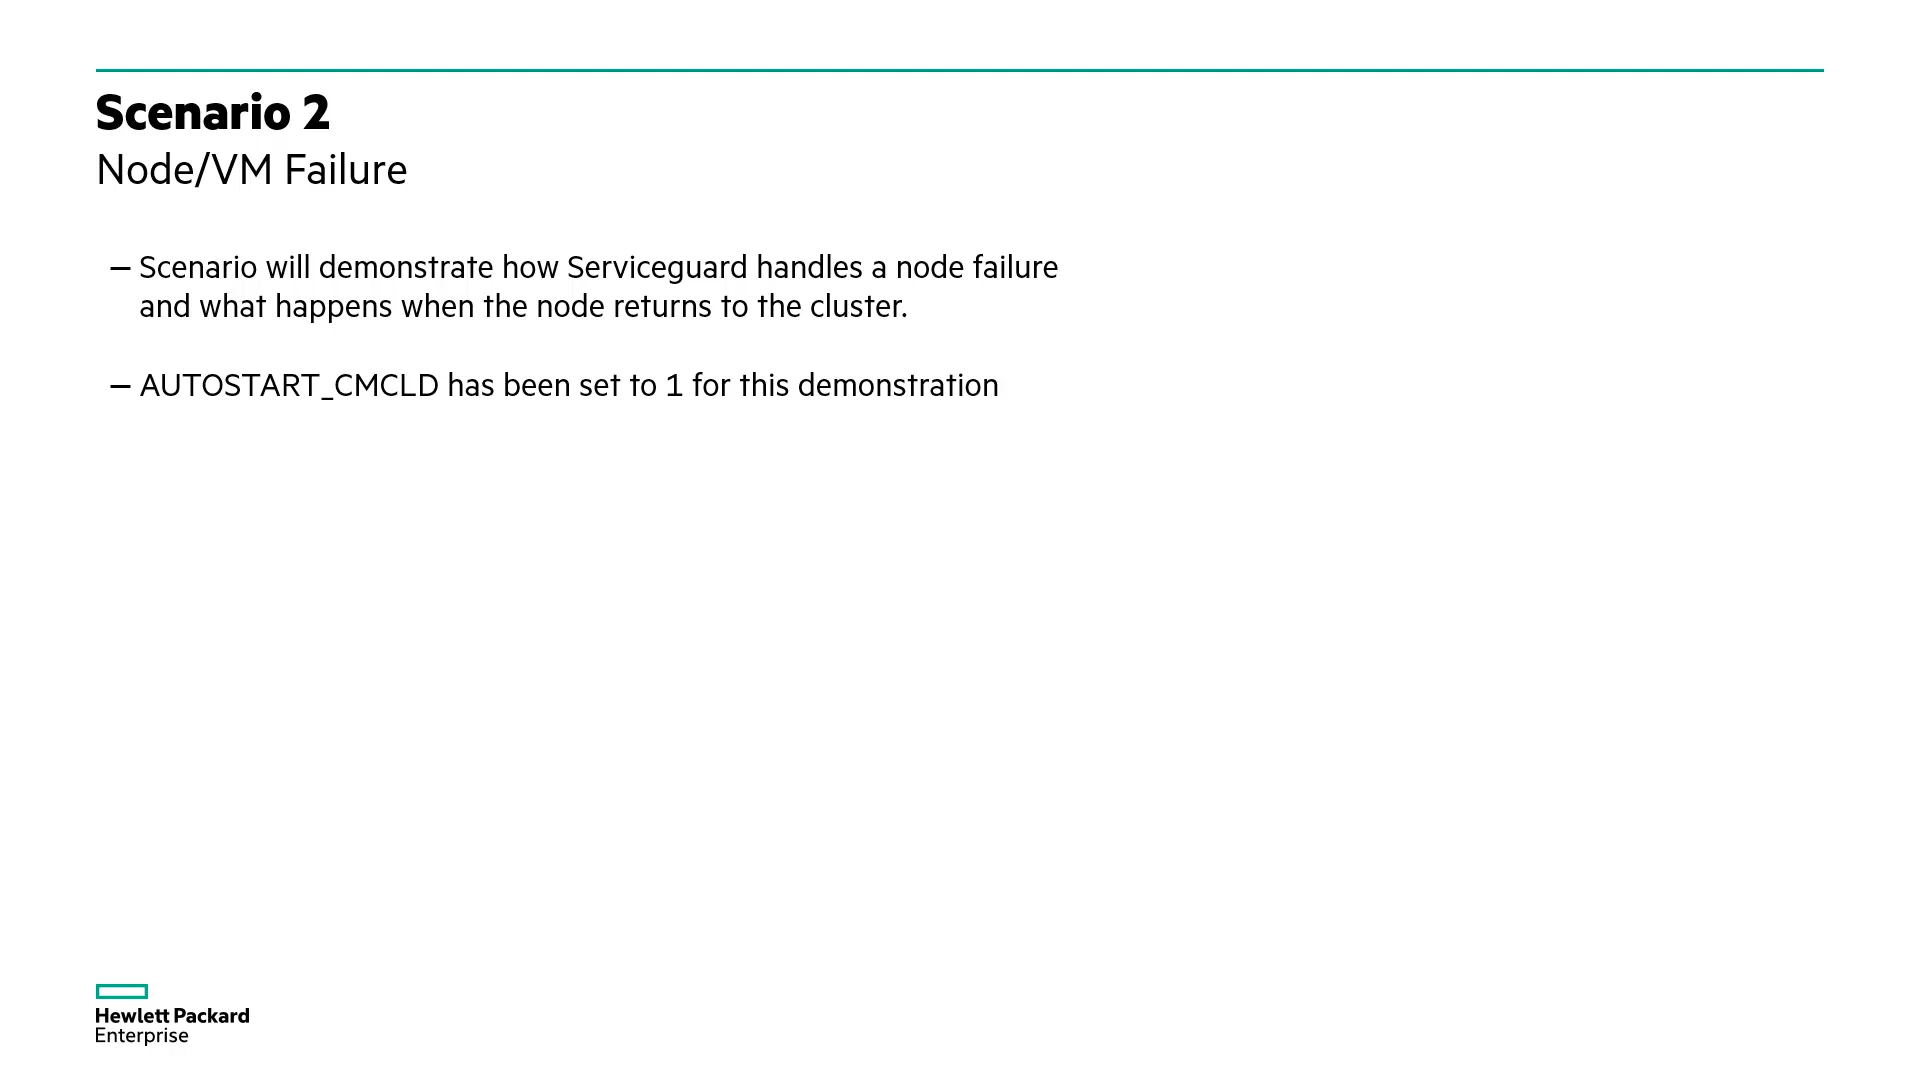 Scenario 2
Node/VM Failure
– Scenario will demonstrate how Serviceguard handles a node failure
and what happens when the node returns to the cluster.
– AUTOSTART_CMCLD has been set to 1 for this demonstration
Hewlett Packard
Enterprise